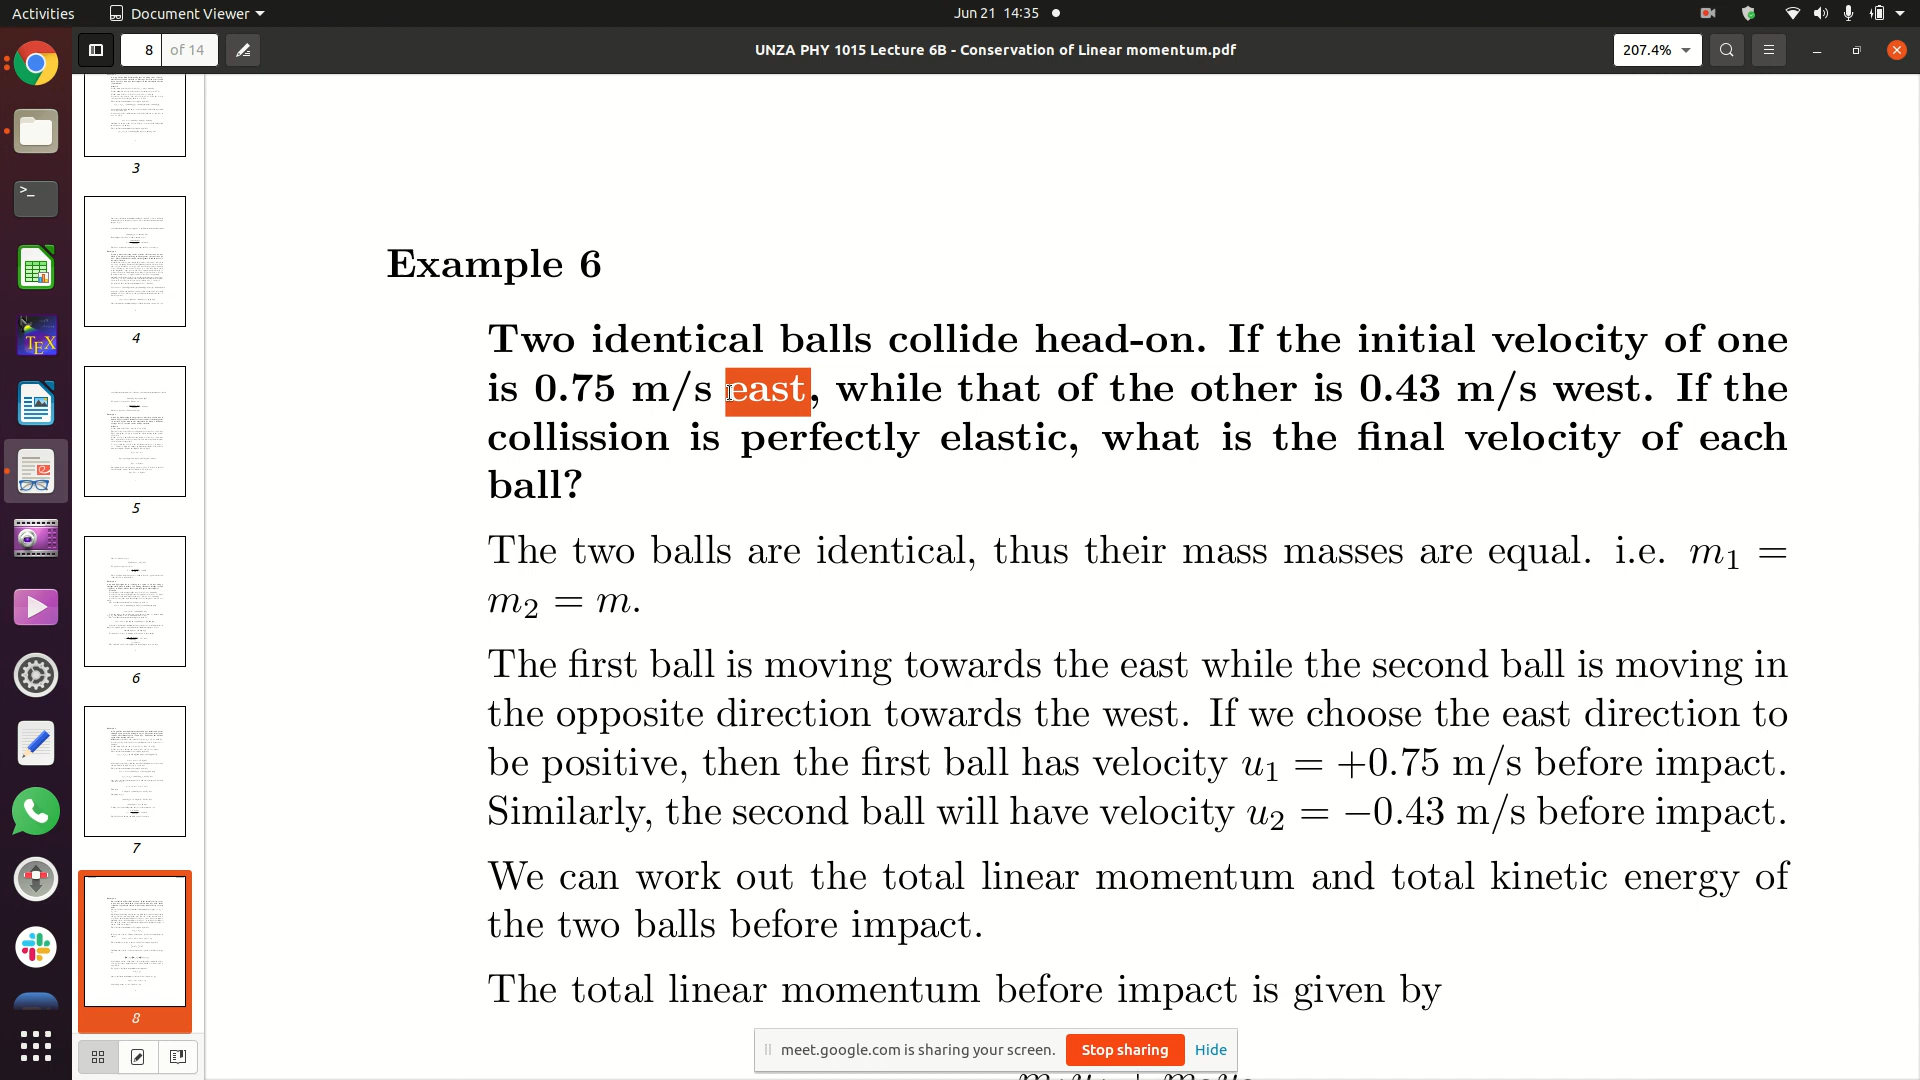 Activities
Document Viewer
Jun 21 14:35
8 of 14
UNZA PHY 1015 Lecture 6B - Conservation of Linear momentum.pdf
207.4%
3
4
5
6
7
8
Example 6
Two identical balls collide head-on. If the initial velocity of one
is 0.75 m/s east, while that of the other is 0.43 m/s west. If the
collission is perfectly elastic, what is the final velocity of each
ball?
The two balls are identical, thus their mass masses are equal. i.e. m₁ =
m₂ = m.
The first ball is moving towards the east while the second ball is moving in
the opposite direction towards the west. If we choose the east direction to
be positive, then the first ball has velocity u₁ = +0.75 m/s before impact.
Similarly, the second ball will have velocity u₂ = −0.43 m/s before impact.
We can work out the total linear momentum and total kinetic energy of
the two balls before impact.
The total linear momentum before impact is given by
meet.google.com is sharing your screen.
Stop sharing
Hide